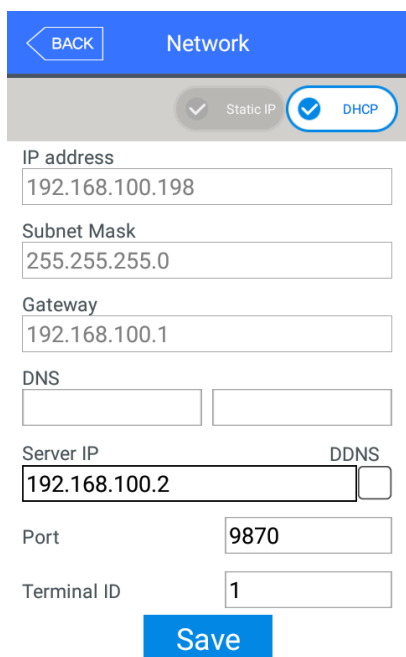 BACK Network
Static IP DHCP
IP address
192.168.100.198
Subnet Mask
255.255.255.0
Gateway
192.168.100.1
DNS
Server IP DDNS
192.168.100.2
Port 9870
Terminal ID 1
Save